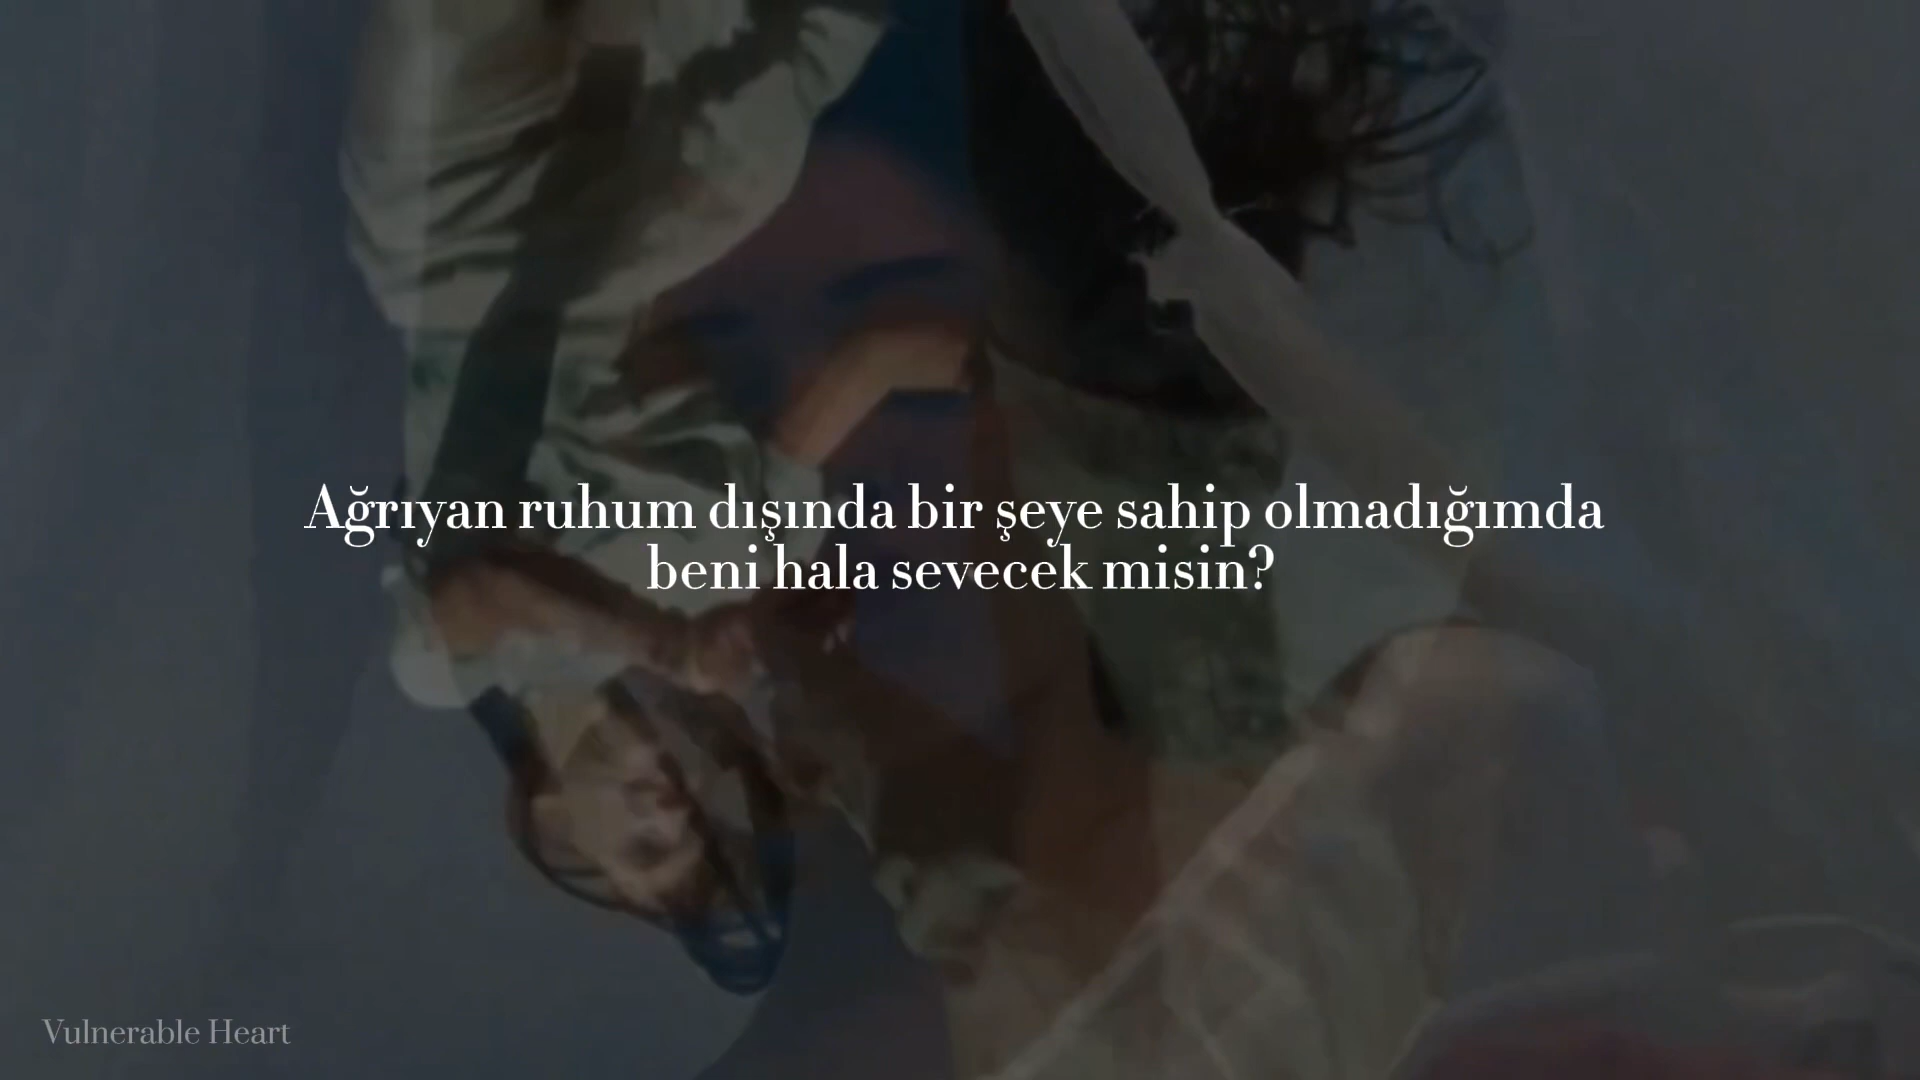 Ağrıyan ruhum dışında bir şeye sahip olmadığımda
beni hala sevecek misin?
Vulnerable Heart